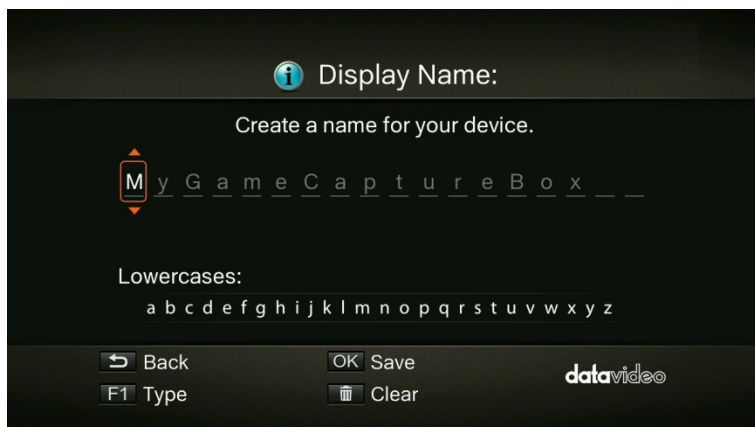 Display Name:
Create a name for your device.
M y G a m e C a p t u r e B o x _ _
Lowercases:
a b c d e f g h i j k l m n o p q r s t u v w x y z
Back
OK Save
datavideo
F1 Type
Clear